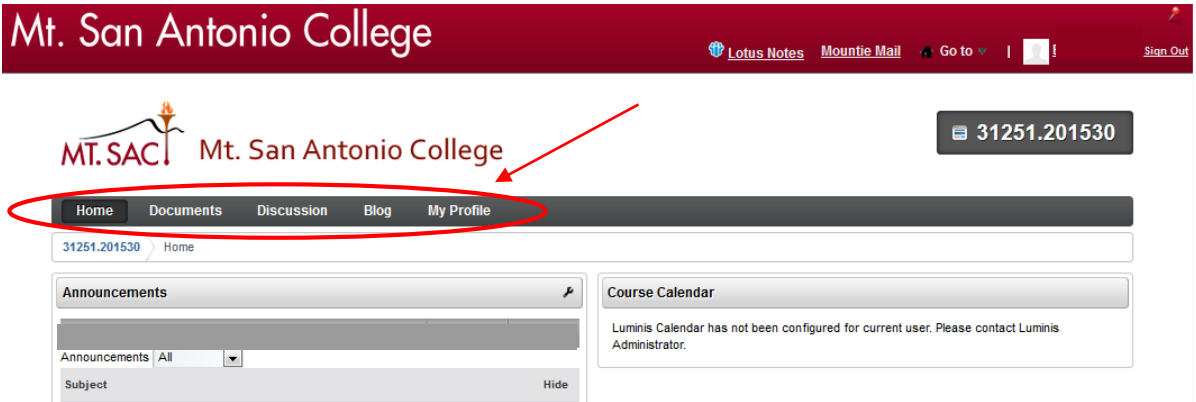 Mt. San Antonio College
Lotus Notes Mountie Mail Go to | Sign Out
MT. SAC Mt. San Antonio College
31251.201530
Home Documents Discussion Blog My Profile
31251.201530 Home
Announcements
Course Calendar
Luminis Calendar has not been configured for current user. Please contact Luminis
Administrator.
Announcements All
Subject Hide